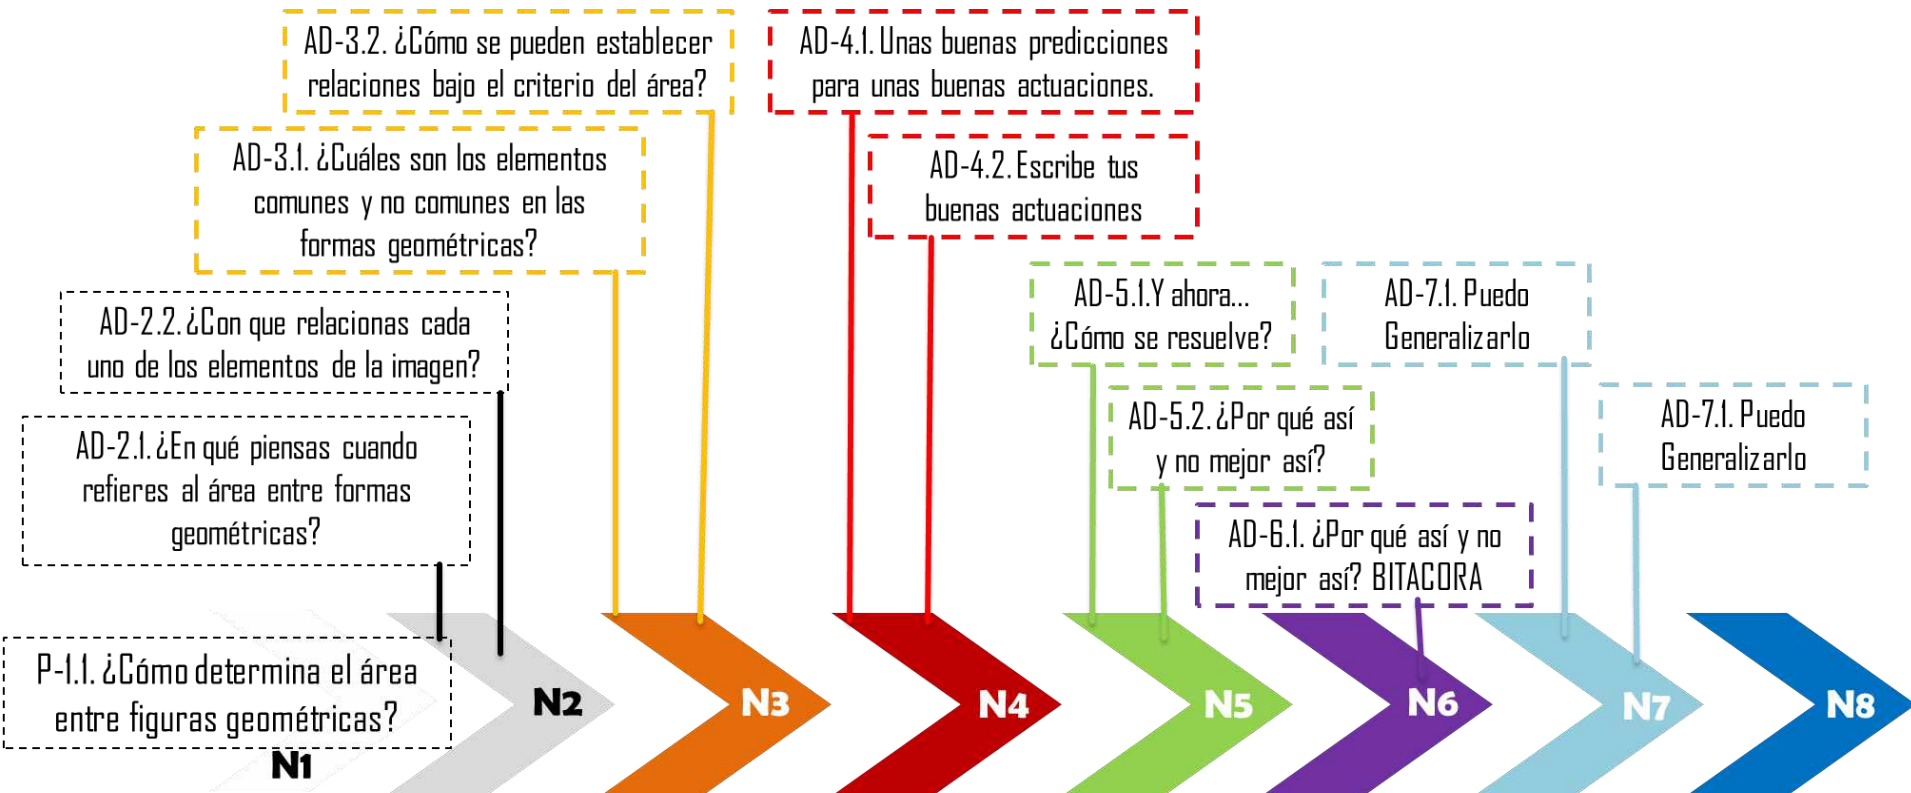 AD-3.2. ¿Cómo se pueden establecer
relaciones bajo el criterio del área?
AD-4.1. Unas buenas predicciones
para unas buenas actuaciones.
AD-3.1. ¿Cuáles son los elementos
comunes y no comunes en las
formas geométricas?
AD-4.2. Escribe tus
buenas actuaciones
AD-2.2. ¿Con que relacionas cada
uno de los elementos de la imagen?
AD-5.1.Y ahora...
¿Cómo se resuelve?
AD-7.1. Puedo
Generalizarlo
AD-2.1. ¿En qué piensas cuando
refieres al área entre formas
geométricas?
AD-5.2. ¿Por qué así
y no mejor así?
AD-7.1. Puedo
Generalizarlo
AD-6.1. ¿Por qué así y no
mejor así? BITACORA
P-1.1. ¿Cómo determina el área
entre figuras geométricas?
N1
N2
N3
N4
N5
N6
N7
N8